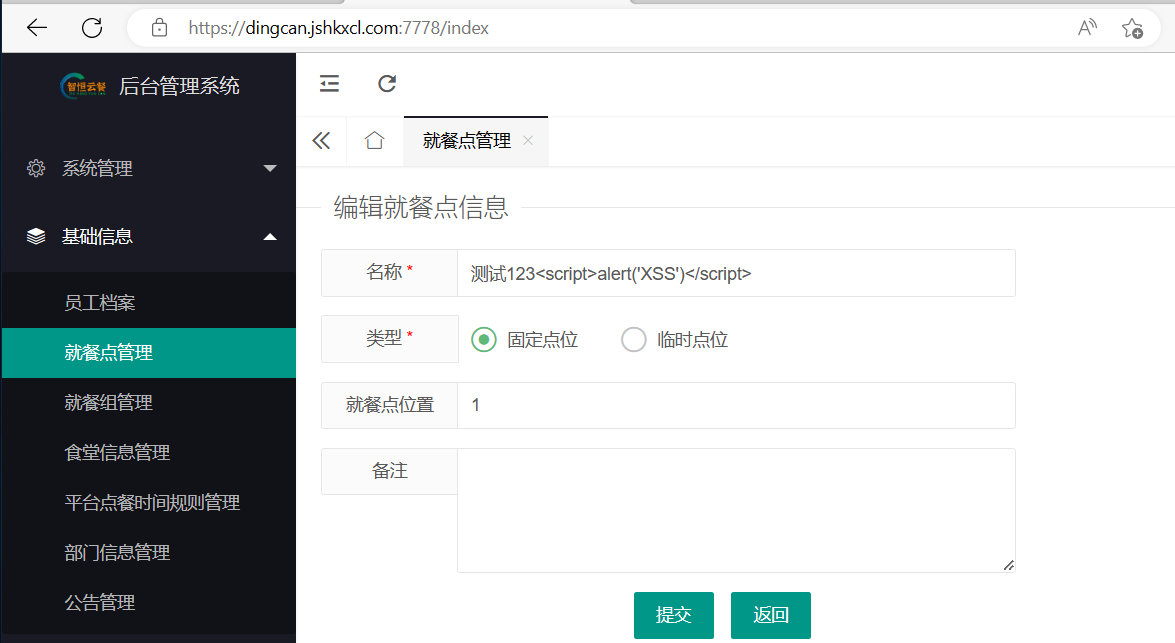 https://dingcan.jshkxcl.com:7778/index
智恒云餐
后台管理系统
系统管理
基础信息
员工档案
就餐点管理
就餐组管理
食堂信息管理
平台点餐时间规则管理
部门信息管理
公告管理
就餐点管理
编辑就餐点信息
名称 * 测试123<script>alert('XSS')</script>
类型 * 固定点位 临时点位
就餐点位置 1
备注
提交 返回